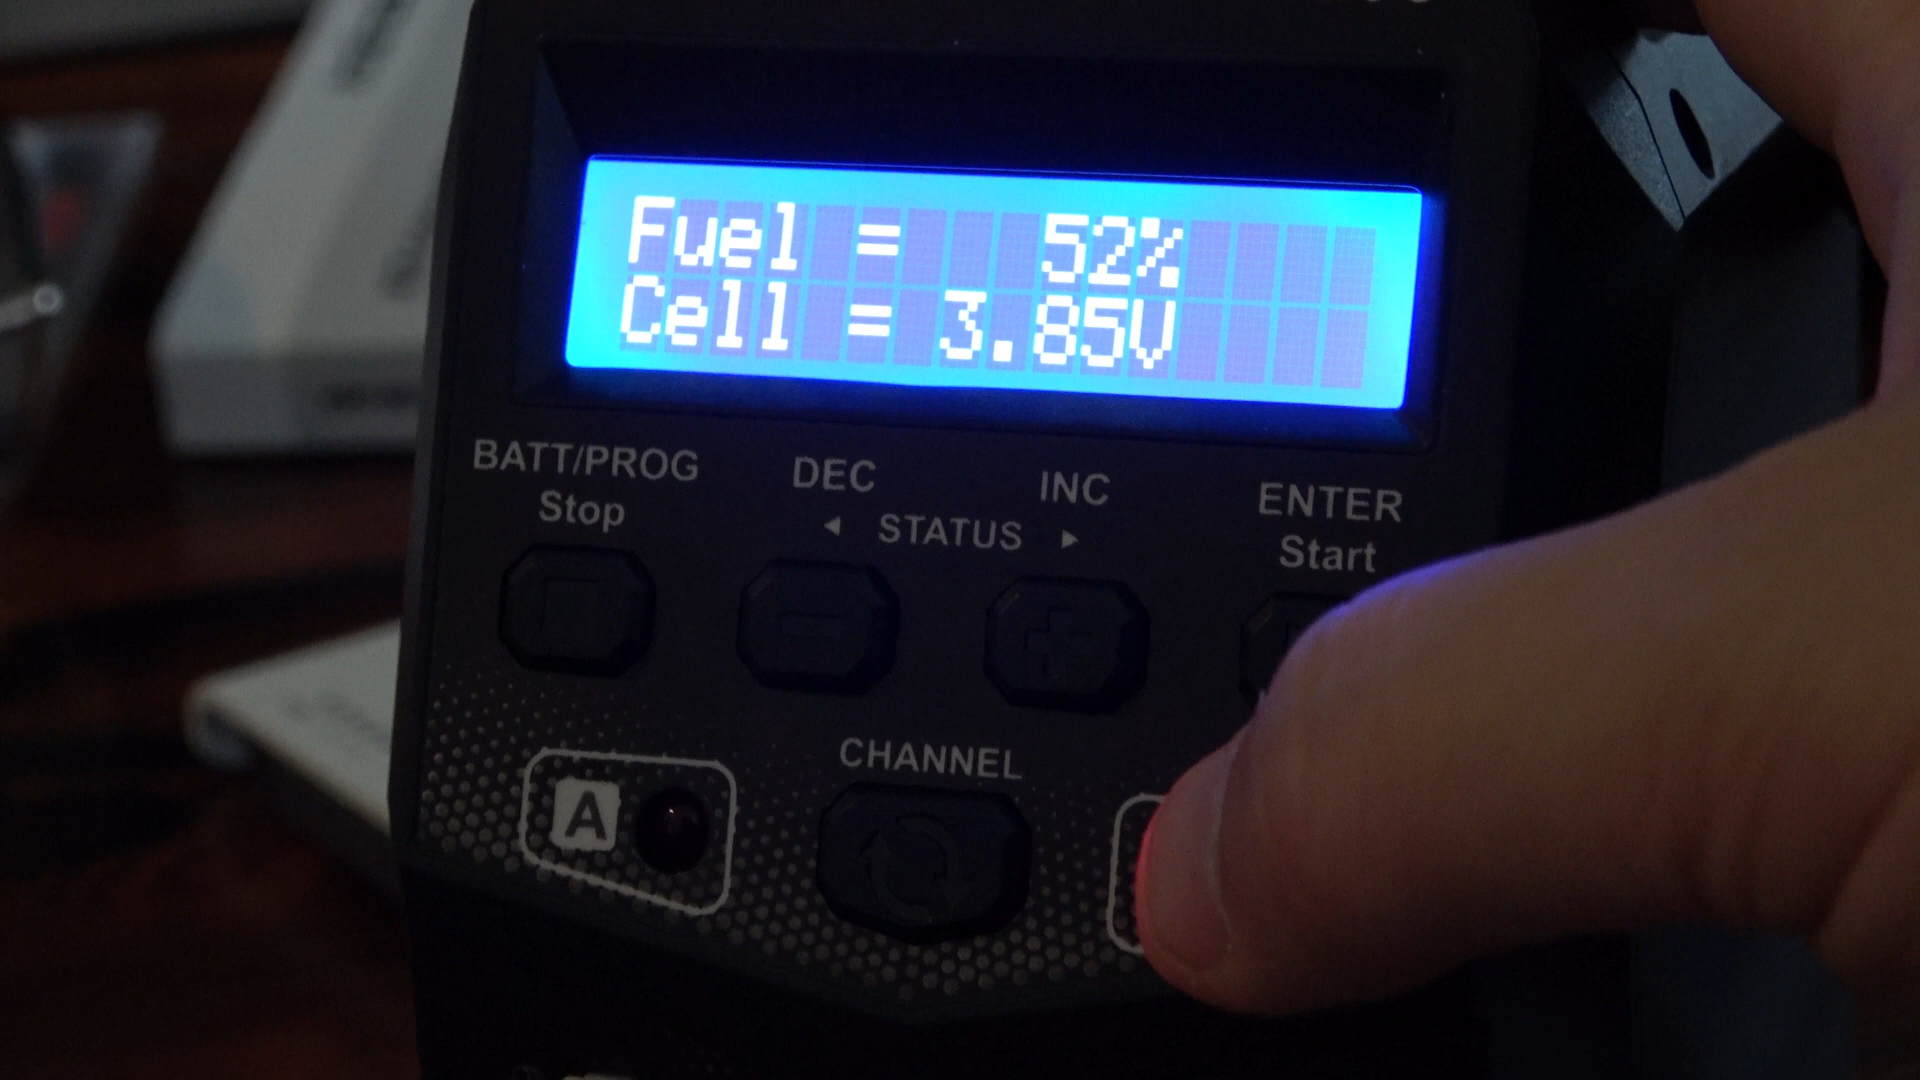 Fuel =   52%
Cell = 3.85V
BATT/PROG
Stop
DEC
INC
◄ STATUS ►
ENTER
Start
CHANNEL
A